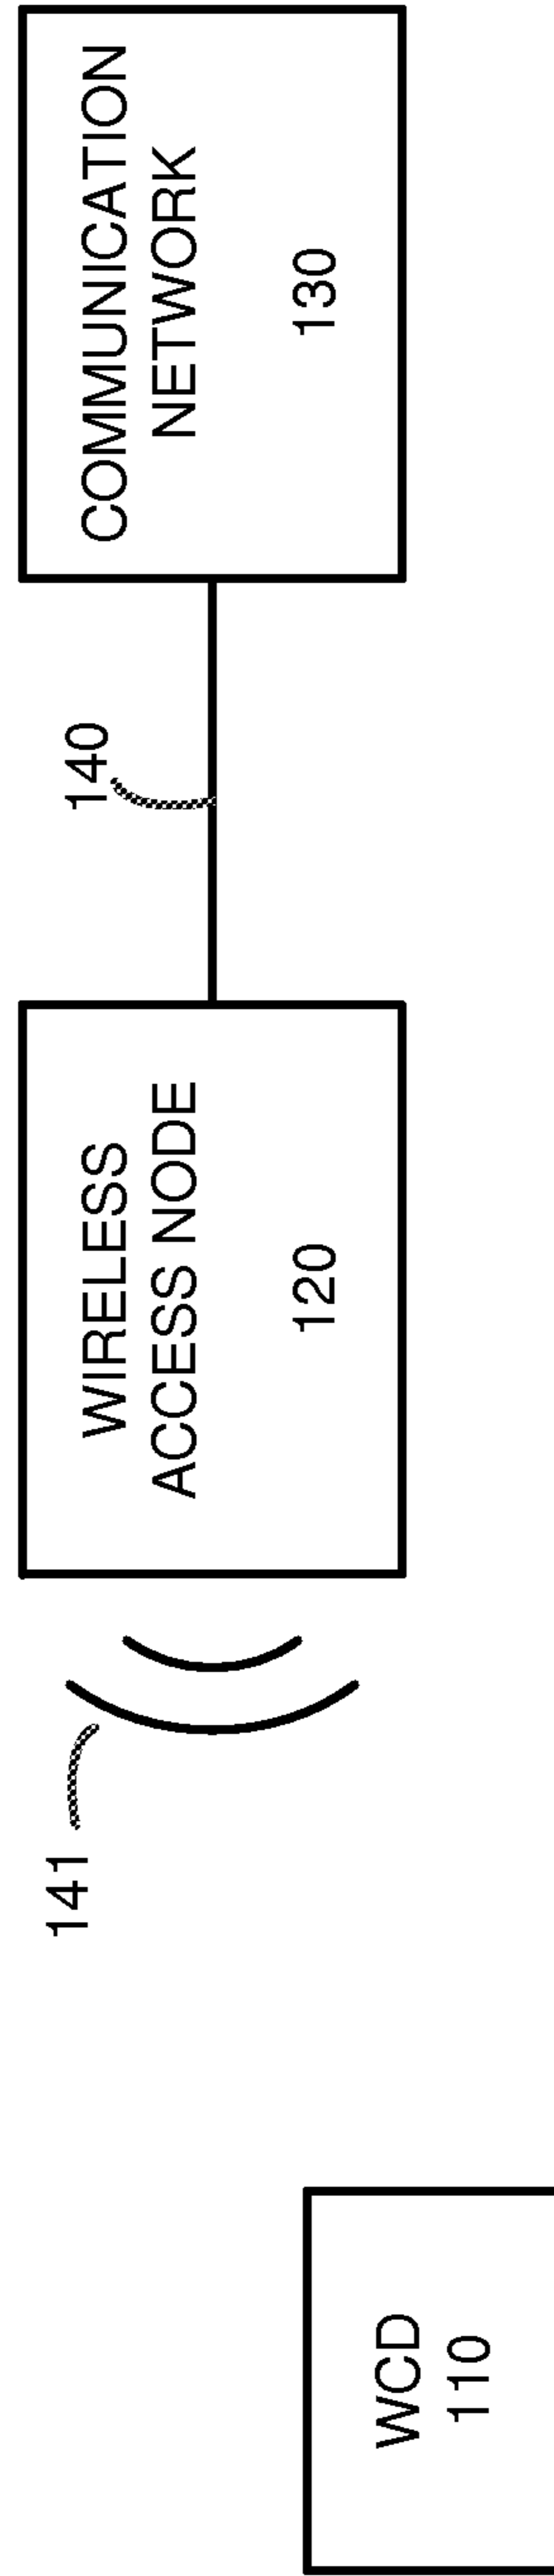 141
140
WIRELESS
ACCESS NODE
120
COMMUNICATION
NETWORK
130
WCD
110